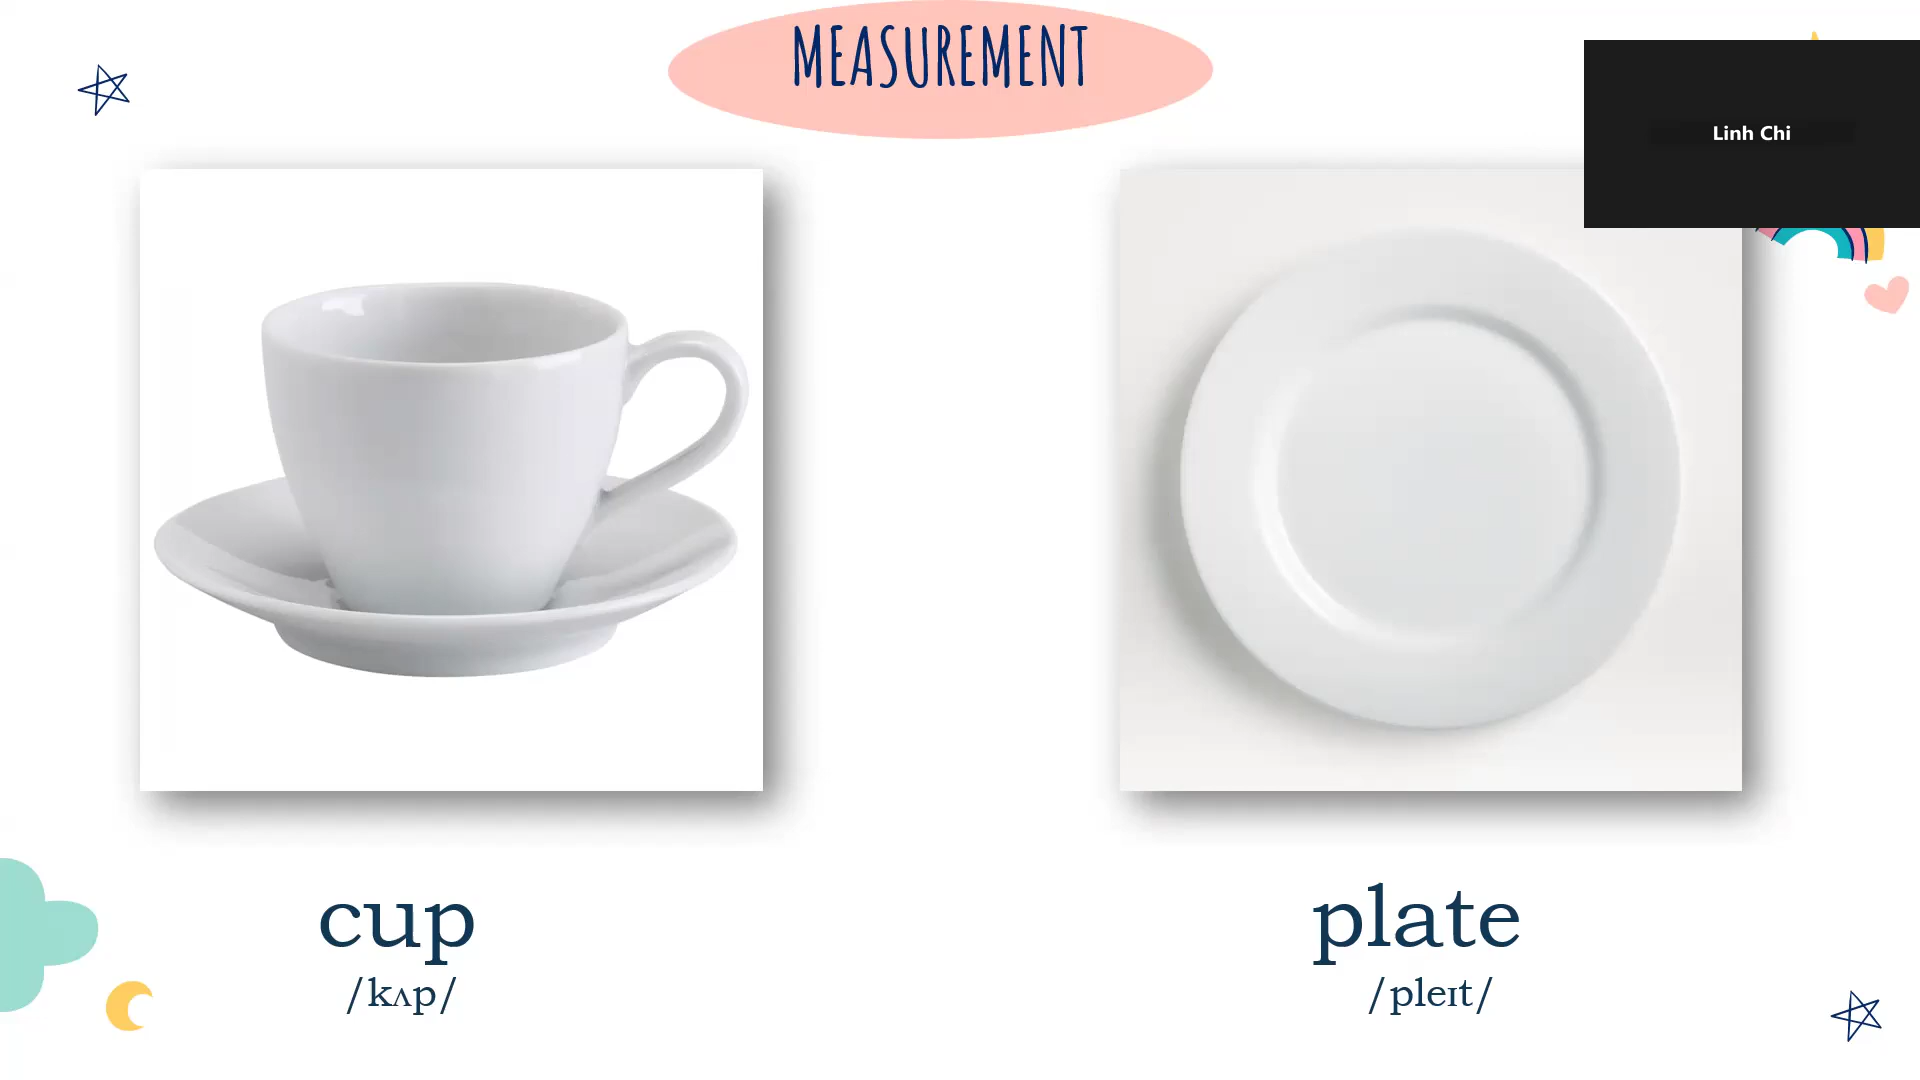 MEASUREMENT
Linh Chi
cup
/kʌp/
plate
/pleɪt/